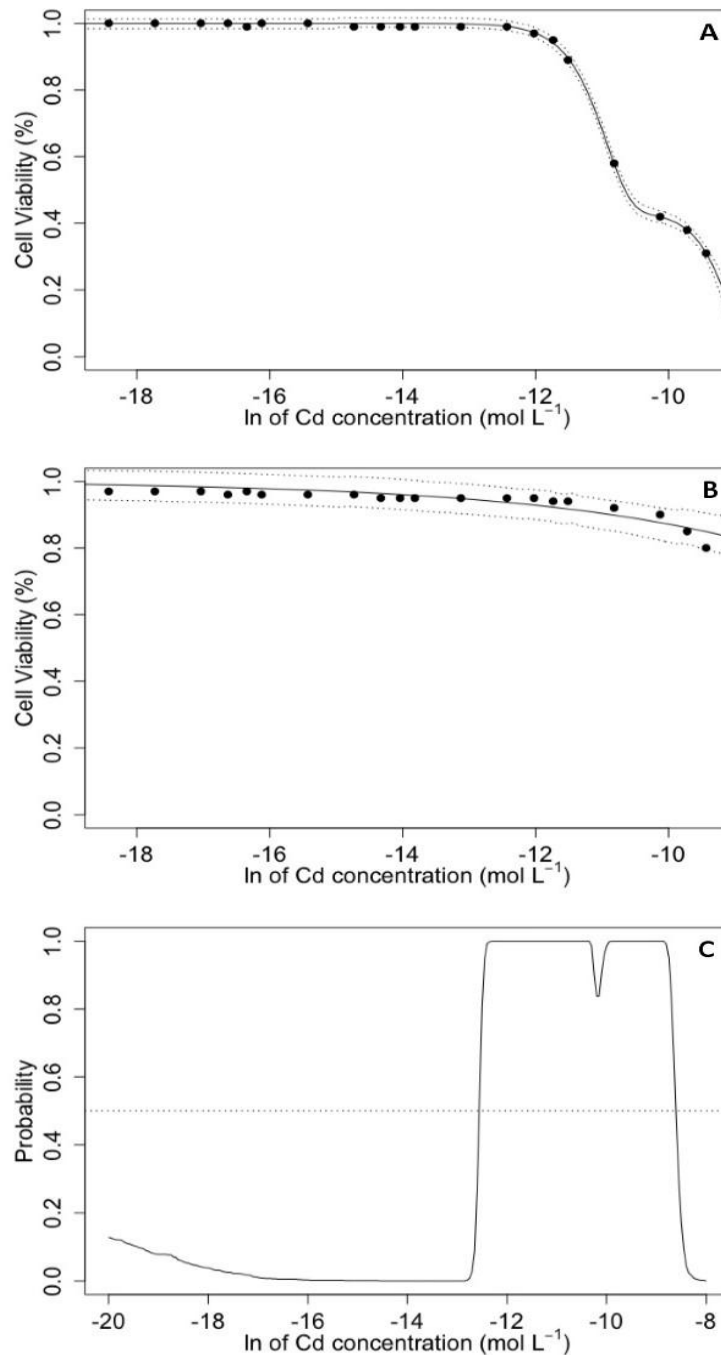 A
Cell Viability (%)
1.0
0.8
0.6
0.4
0.2
0.0
-18 -16 -14 -12 -10
ln of Cd concentration (mol L⁻¹)
B
Cell Viability (%)
1.0
0.8
0.6
0.4
0.2
0.0
-18 -16 -14 -12 -10
ln of Cd concentration (mol L⁻¹)
C
Probability
1.0
0.8
0.6
0.4
0.2
0.0
-20 -18 -16 -14 -12 -10 -8
ln of Cd concentration (mol L⁻¹)